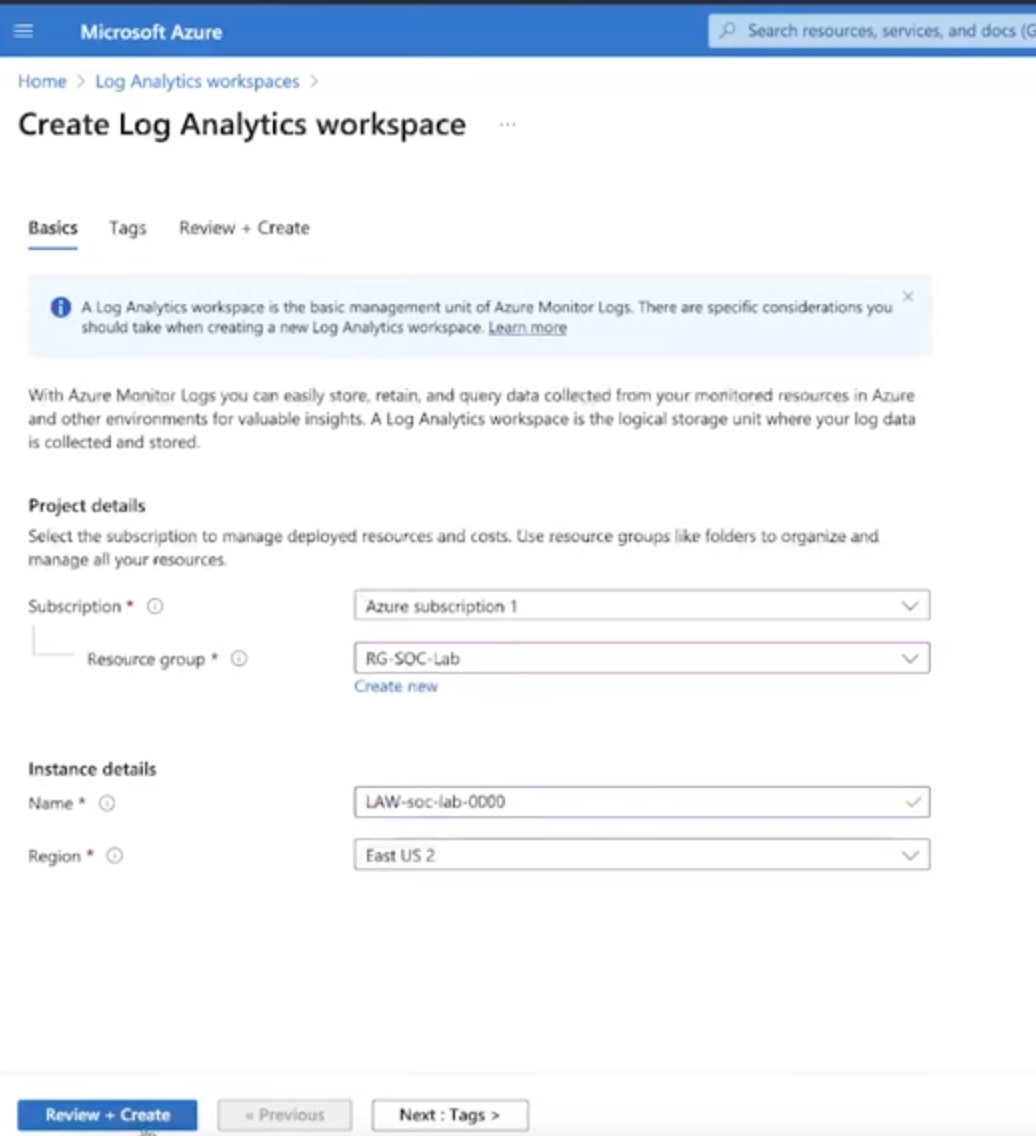 Microsoft Azure
Search resources, services, and docs (G
Home > Log Analytics workspaces >
Create Log Analytics workspace ...
Basics Tags Review + Create
A Log Analytics workspace is the basic management unit of Azure Monitor Logs. There are specific considerations you
should take when creating a new Log Analytics workspace. Learn more
With Azure Monitor Logs you can easily store, retain, and query data collected from your monitored resources in Azure
and other environments for valuable insights. A Log Analytics workspace is the logical storage unit where your log data
is collected and stored.
Project details
Select the subscription to manage deployed resources and costs. Use resource groups like folders to organize and
manage all your resources.
Subscription * Azure subscription 1
Resource group * RG-SOC-Lab
Create new
Instance details
Name * LAW-soc-lab-0000
Region * East US 2
Review + Create « Previous Next : Tags >